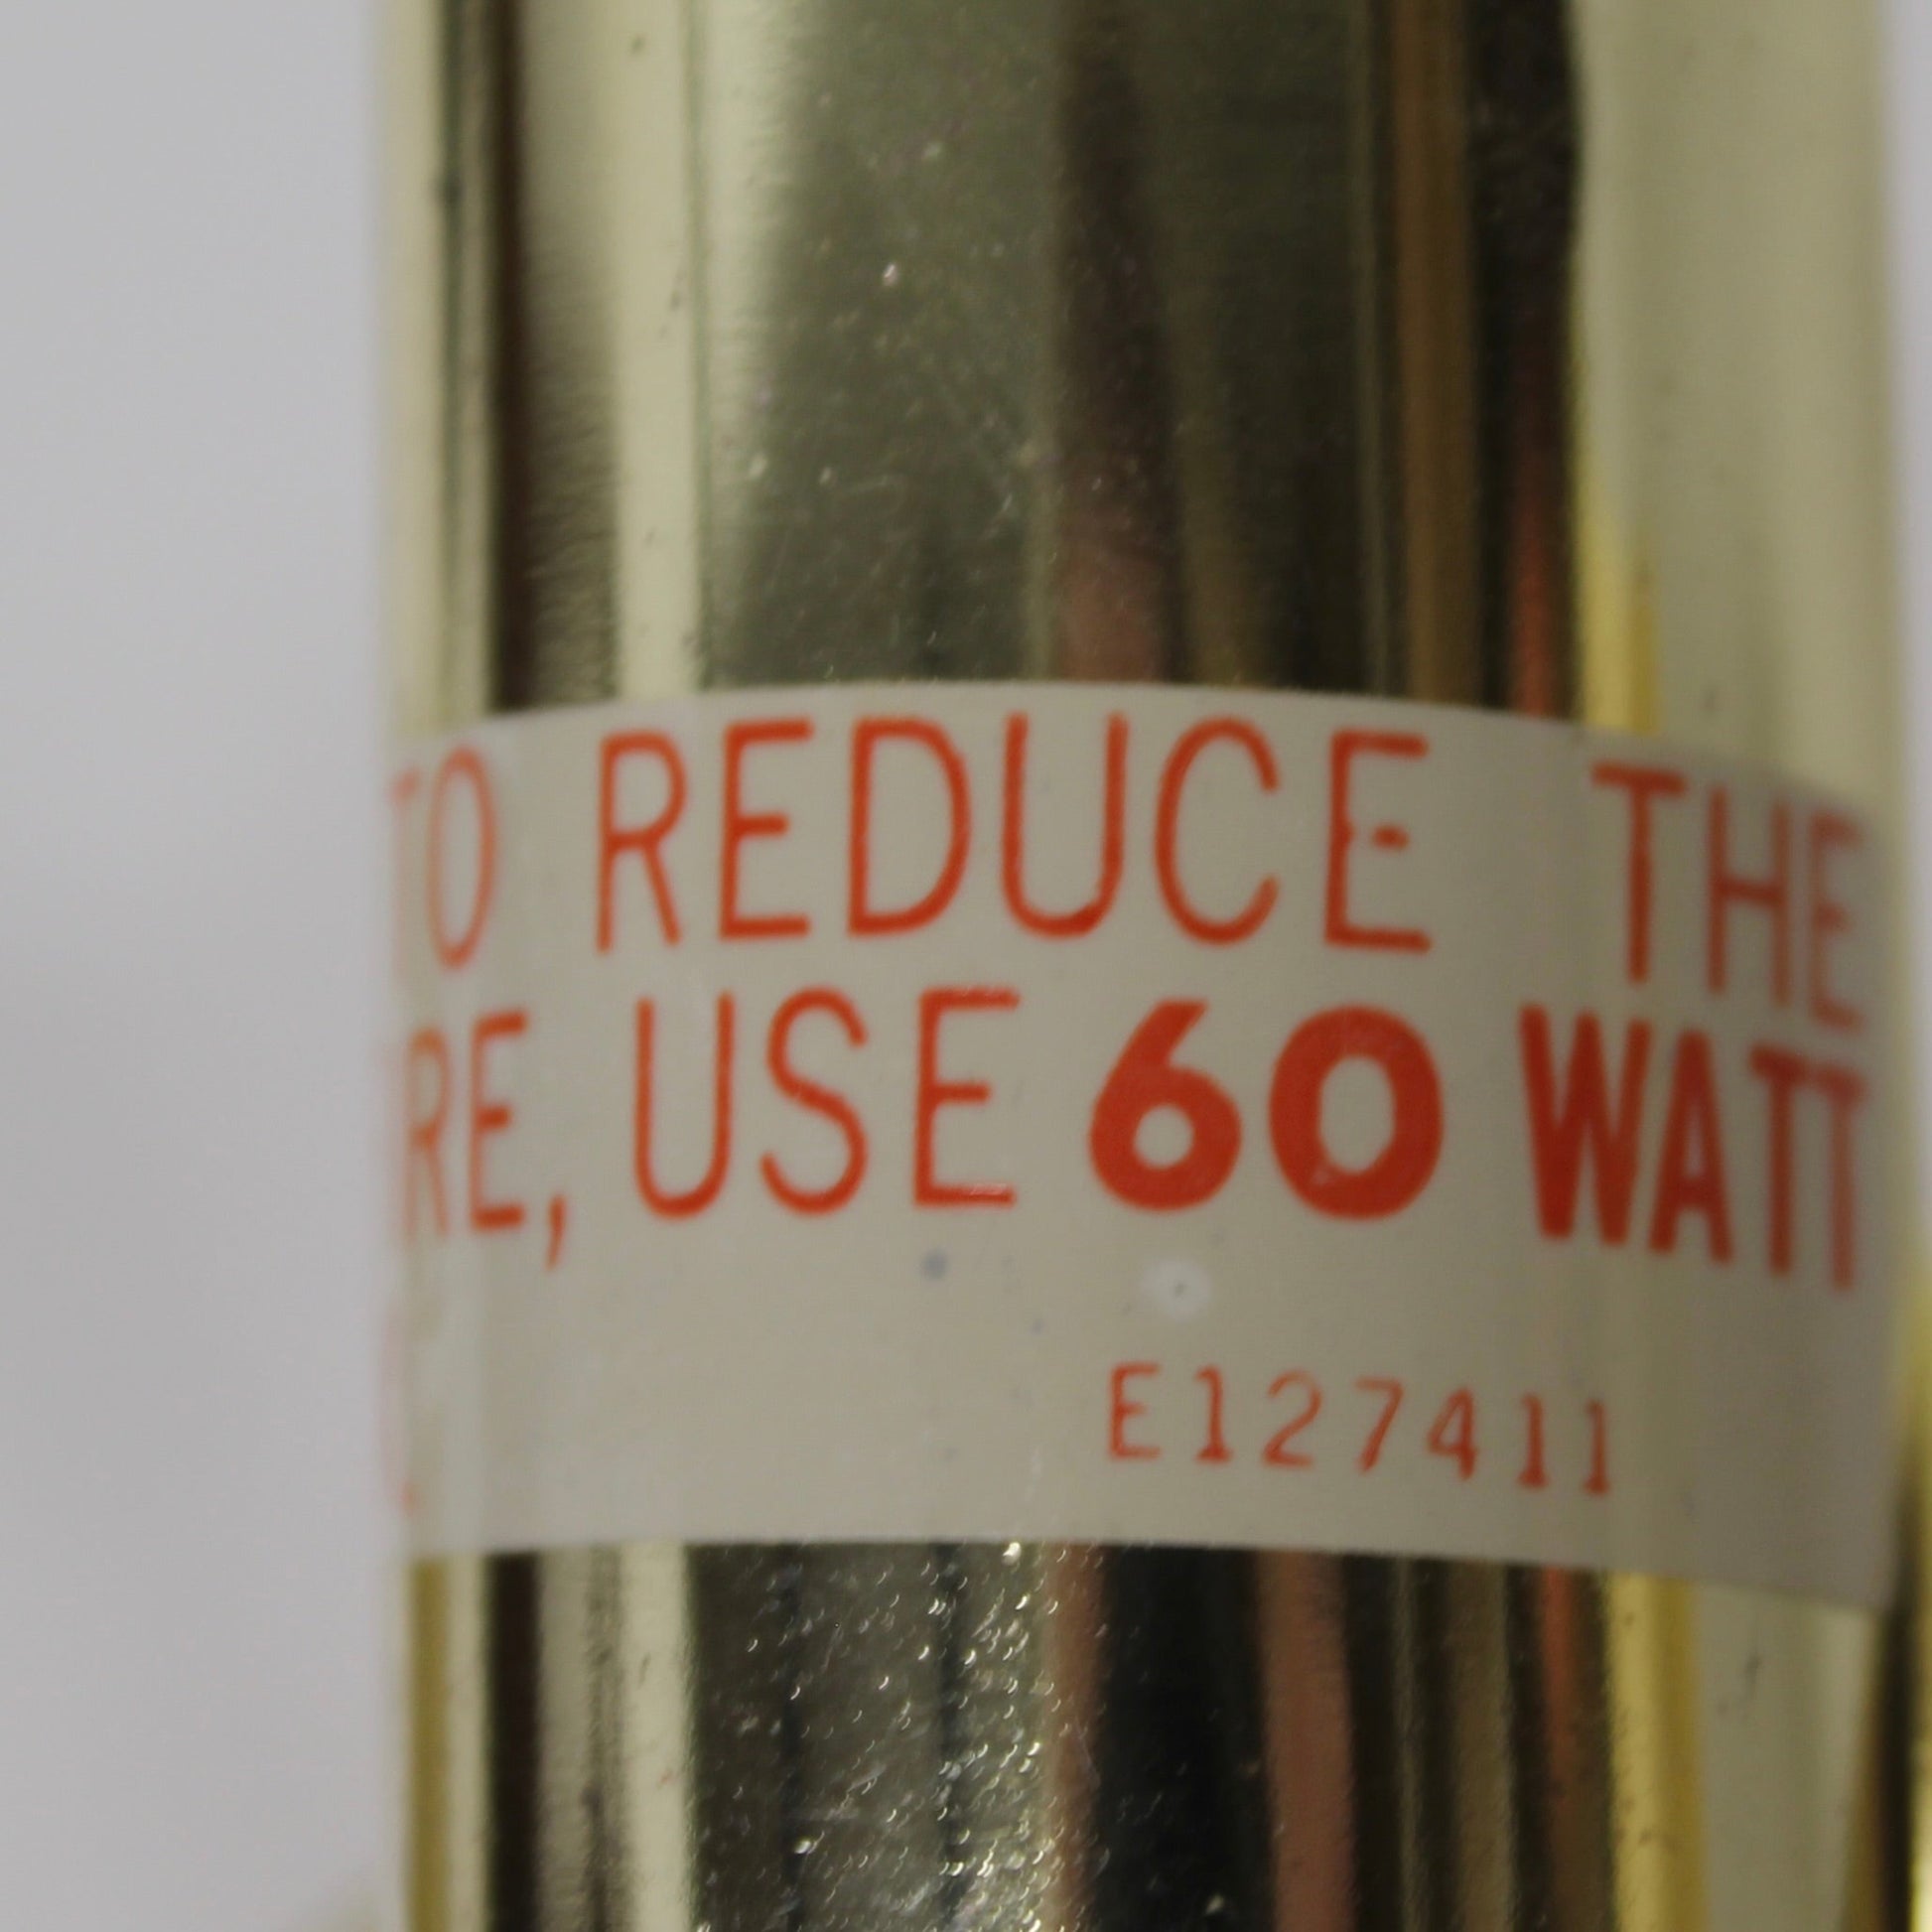 TO REDUCE THE
RE, USE 60 WATT
E127411